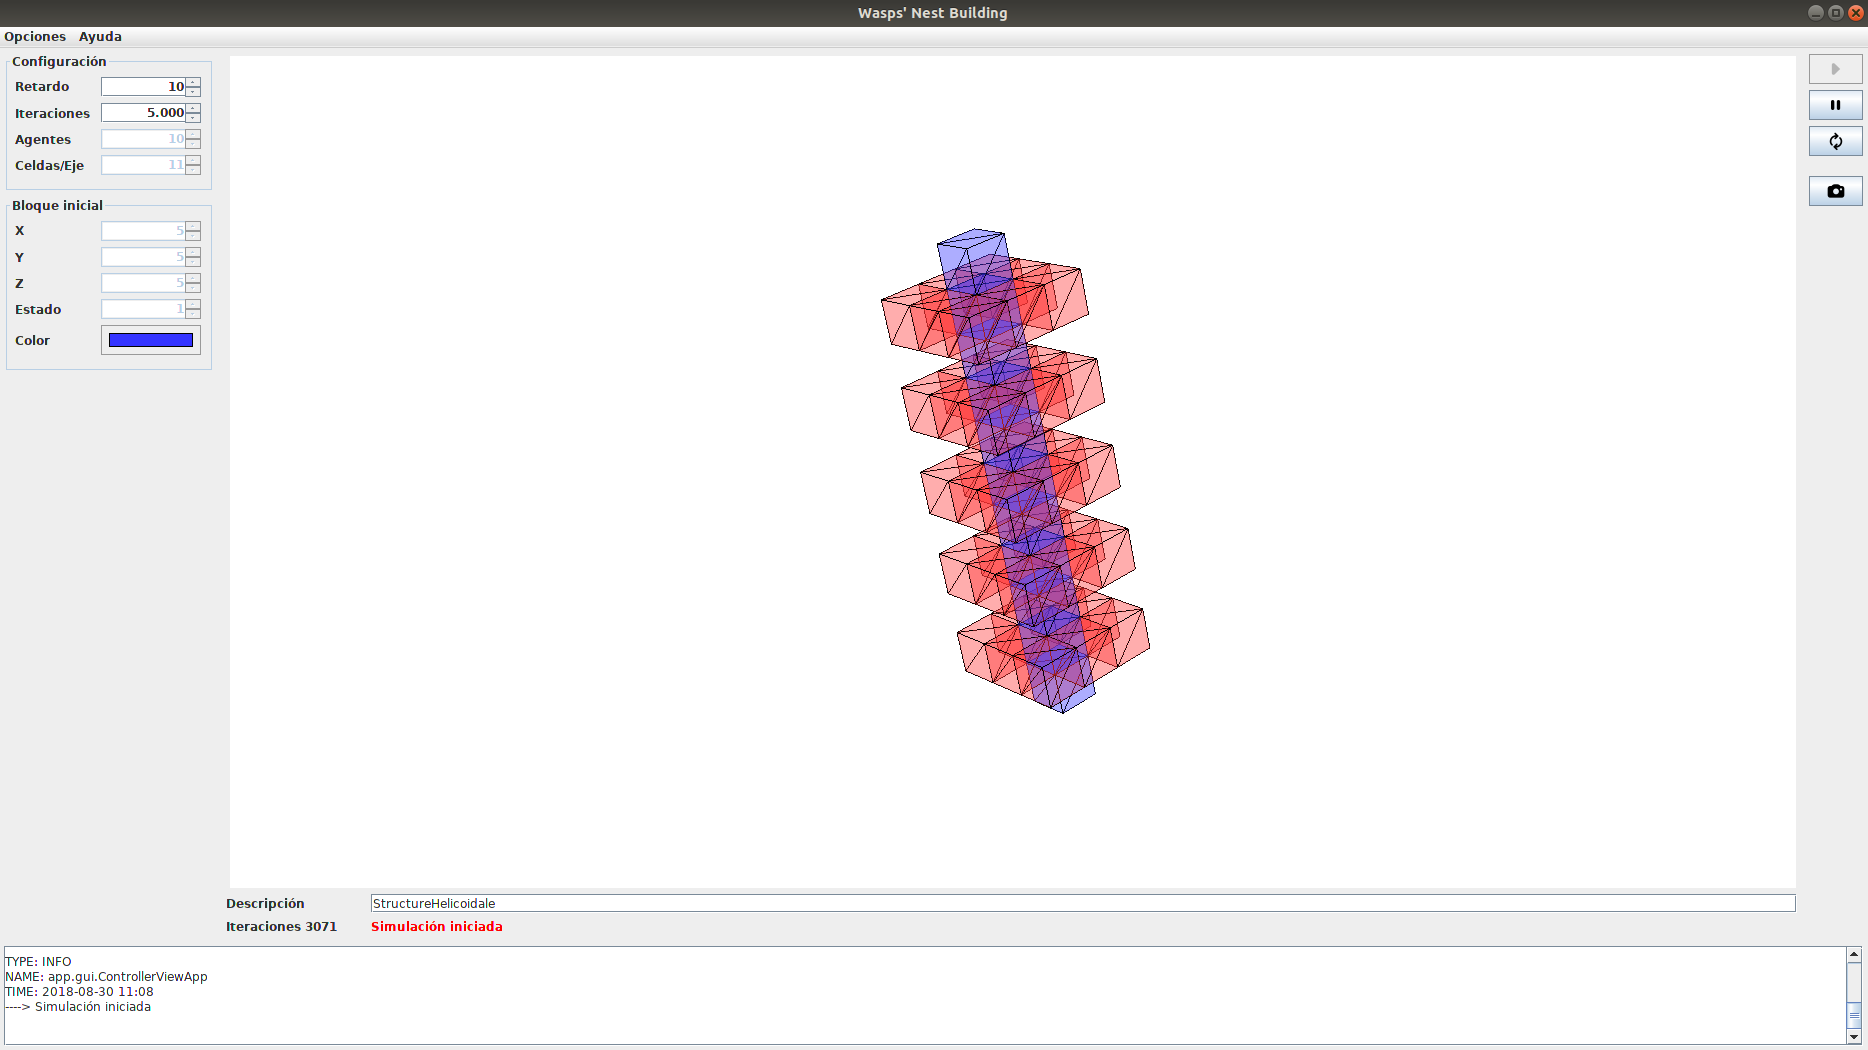 Wasps' Nest Building
Opciones Ayuda
Configuración
Retardo 10
Iteraciones 5.000
Agentes 10
Celdas/Eje 11
Bloque inicial
X 5
Y 5
Z 5
Estado 1
Color
Descripción StructureHelicoidale
Iteraciones 3071 Simulación iniciada
TYPE: INFO
NAME: app.gui.ControllerViewApp
TIME: 2018-08-30 11:08
----> Simulación iniciada